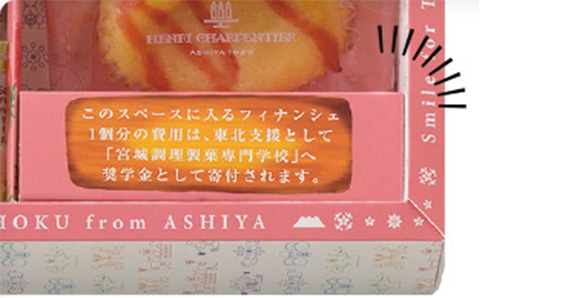 HENRI CHARPENTIER
ASHIYA 1969
Smile for T
このスペースに入るフィナンシェ
1個分の費用は、東北支援として
「宮城調理製菓専門学校」へ
奨学金として寄付されます。
HOKU from ASHIYA